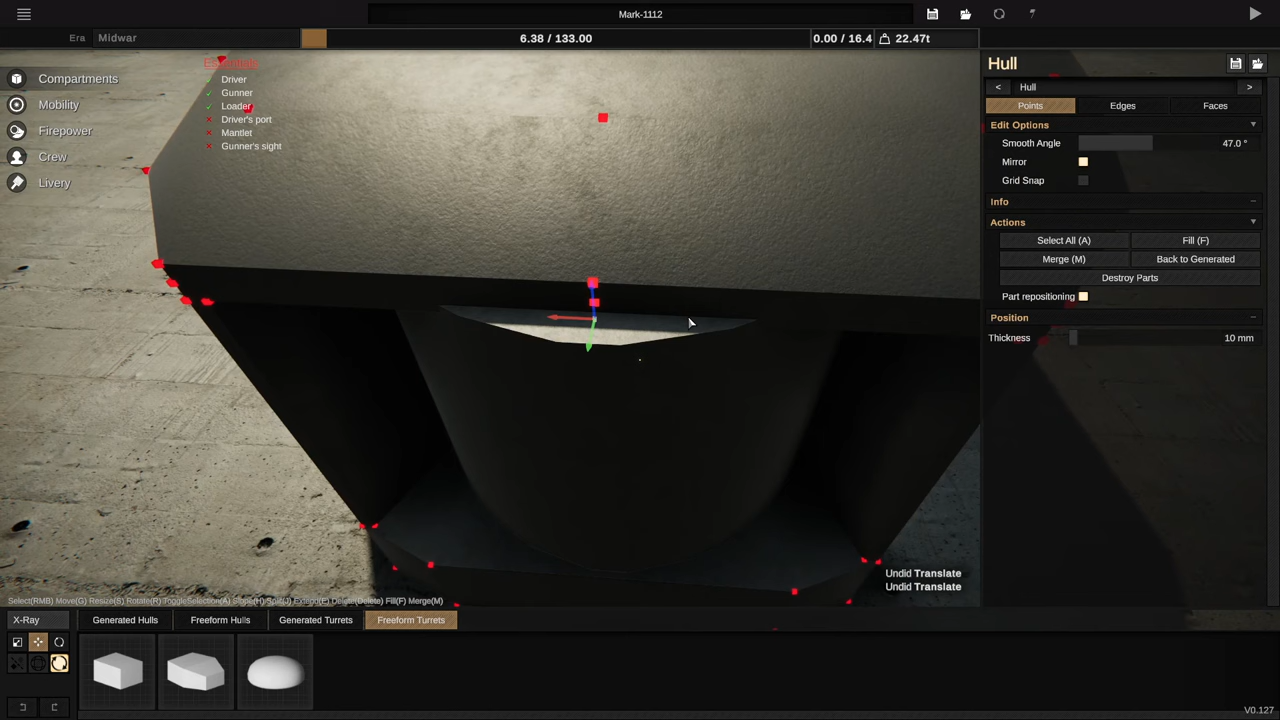 Mark-1112
Era Midwar 6.38 / 133.00 0.00 / 16.4 22.47t
Essentials
Driver
Gunner
Loader
Driver's port
Mantlet
Gunner's sight
Compartments
Mobility
Firepower
Crew
Livery
Hull
< Hull >
Points Edges Faces
Edit Options
Smooth Angle 47.0 °
Mirror
Grid Snap
Info
Actions
Select All (A) Fill (F)
Merge (M) Back to Generated
Destroy Parts
Part repositioning
Position
Thickness 10 mm
Undid Translate
Undid Translate
Select(RMB) Move(G) Resize(S) Rotate(R) ToggleSelection(A) Slope(H) Split(J) Extend(E) Delete(Delete) Fill(F) Merge(M)
X-Ray Generated Hulls Freeform Hulls Generated Turrets Freeform Turrets
V0.127